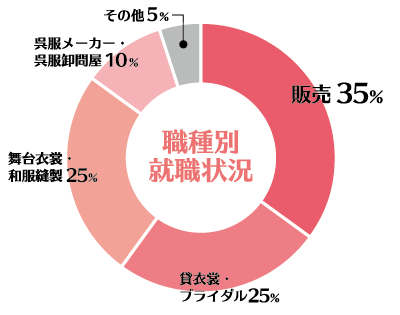 その他 5%
呉服メーカー・
呉服卸問屋 10%
販売 35%
職種別
就職状況
舞台衣裳・
和服縫製 25%
貸衣裳・
ブライダル 25%